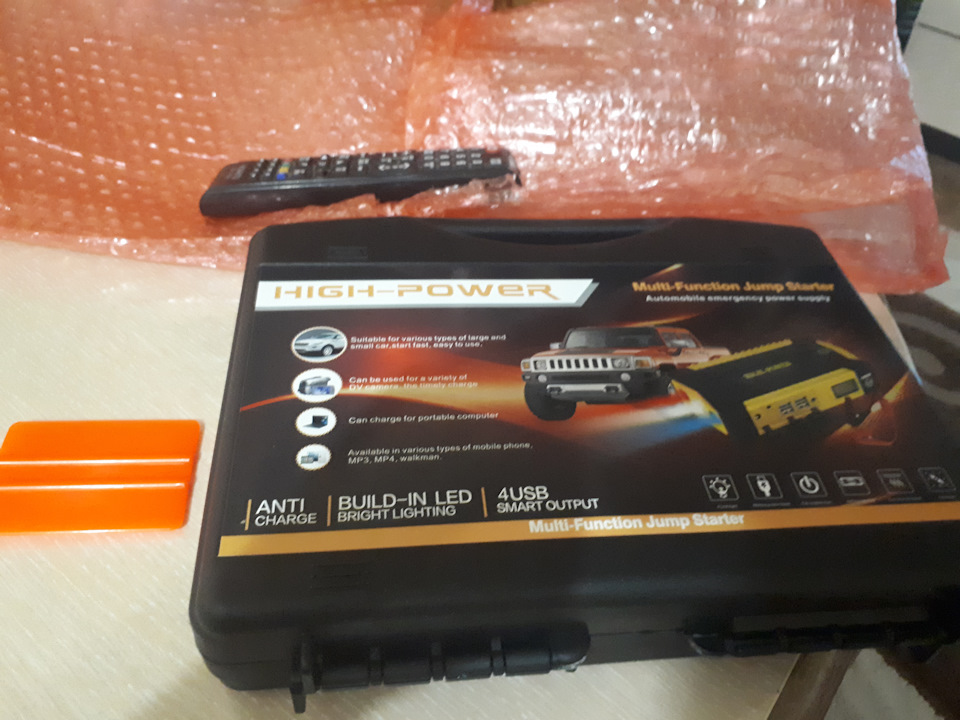 HIGH-POWER
Multi-Function Jump Starter
Automobile emergency power supply
Suitable for various types of large and
small car,start fast, easy to use.
Can be used for a variety of
DV camera, the timely charge
Can charge for portable computer
Available in various types of mobile phone,
MP3, MP4, walkman.
ANTI
CHARGE
BUILD-IN LED
BRIGHT LIGHTING
4USB
SMART OUTPUT
Multi-Function Jump Starter